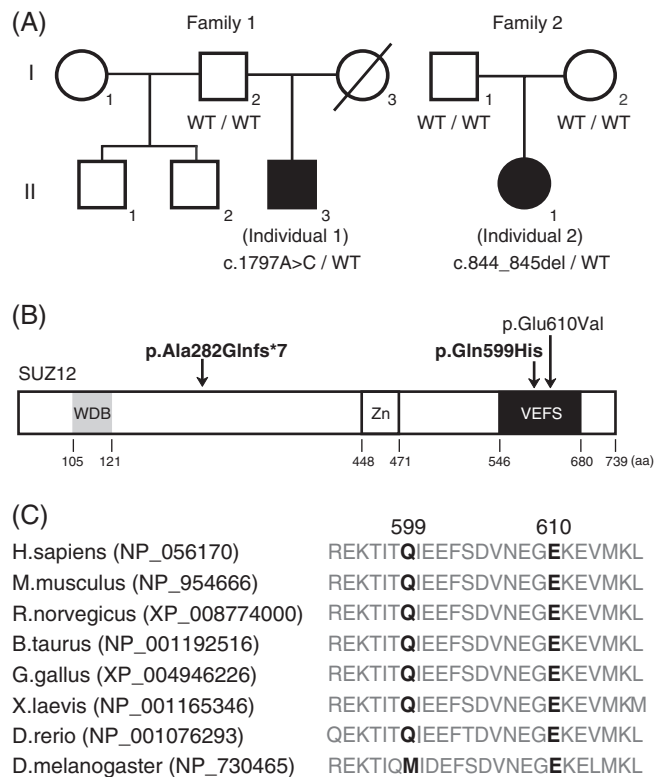 (A)
Family 1
Family 2
I
1
2
3
1
2
WT / WT
WT / WT
WT / WT
II
1
2
3
1
(Individual 1)
(Individual 2)
c.1797A>C / WT
c.844_845del / WT
(B)
p.Glu610Val
p.Ala282Glnfs*7
p.Gln599His
SUZ12
WDB
Zn
VEFS
105
121
448
471
546
680
739 (aa)
(C)
599
610
H.sapiens (NP_056170) REKTITQIEEFSDVNEGEKEVMKL
M.musculus (NP_954666) REKTITQIEEFSDVNEGEKEVMKL
R.norvegicus (XP_008774000) REKTITQIEEFSDVNEGEKEVMKL
B.taurus (NP_001192516) REKTITQIEEFSDVNEGEKEVMKL
G.gallus (XP_004946226) REKTITQIEEFSDVNEGEKEVMKL
X.laevis (NP_001165346) REKTITQIEEFSDVNEGEKEVMKM
D.rerio (NP_001076293) QEKTITQIEEFTDVNEGEKEVMKL
D.melanogaster (NP_730465) REKTIQMIDEFSDVNEGEKELMKL